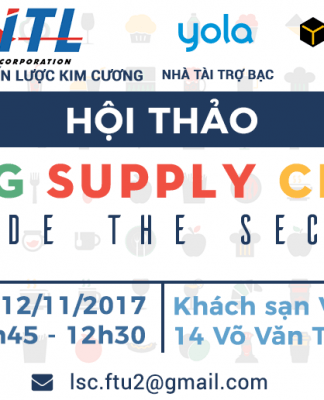 ITL yola
CORPORATION
N LƯỢC KIM CƯƠNG NHÀ TÀI TRỢ BẠC
HỘI THẢO
G SUPPLY C
DE THE SEC
12/11/2017 Khách sạn V
h45 - 12h30 14 Võ Văn T
lsc.ftu2@gmail.com